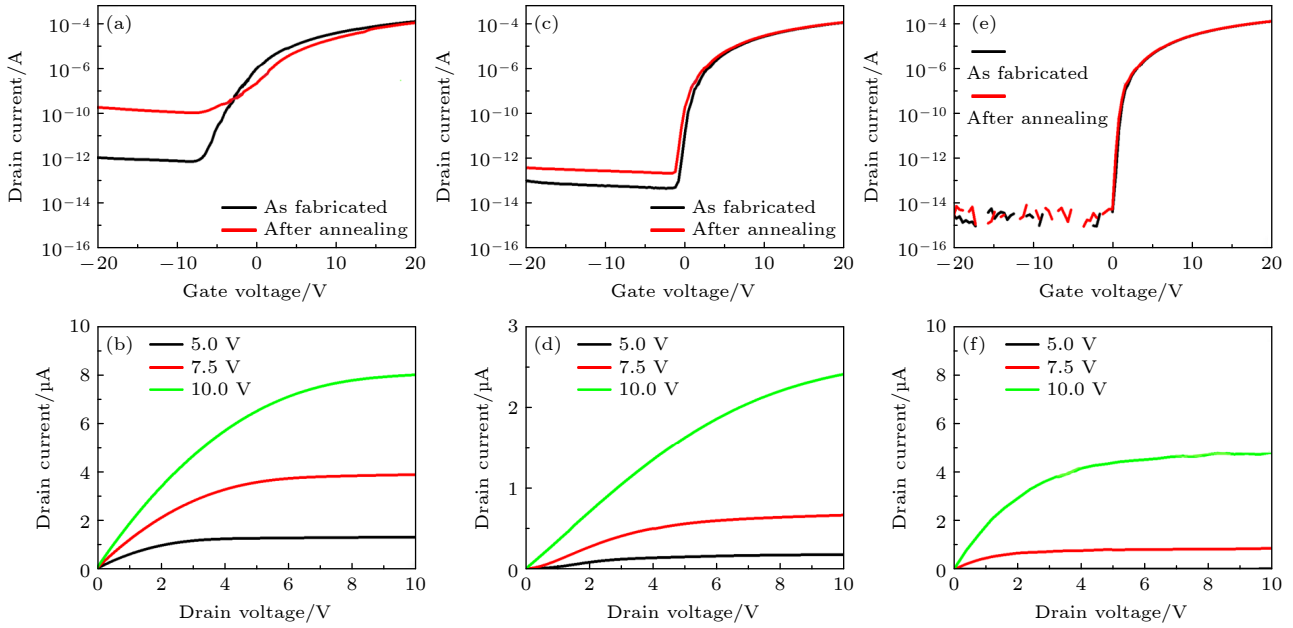 (a)
Drain current/A
10⁻⁴
10⁻⁶
10⁻¹⁰
10⁻¹²
10⁻¹⁴
10⁻¹⁶
As fabricated
After annealing
−20 −10 0 10 20
Gate voltage/V
(c)
Drain current/A
10⁻⁴
10⁻⁶
10⁻¹⁰
10⁻¹²
10⁻¹⁴
10⁻¹⁶
As fabricated
After annealing
−20 −10 0 10 20
Gate voltage/V
(e)
Drain current/A
10⁻⁴
10⁻⁶
10⁻¹⁰
10⁻¹²
10⁻¹⁴
10⁻¹⁶
As fabricated
After annealing
−20 −10 0 10 20
Gate voltage/V
(b)
Drain current/μA
10
8
6
4
2
0
5.0 V
7.5 V
10.0 V
0 2 4 6 8 10
Drain voltage/V
(d)
Drain current/μA
3
2
1
0
5.0 V
7.5 V
10.0 V
0 2 4 6 8 10
Drain voltage/V
(f)
Drain current/μA
10
8
6
4
2
0
5.0 V
7.5 V
10.0 V
0 2 4 6 8 10
Drain voltage/V